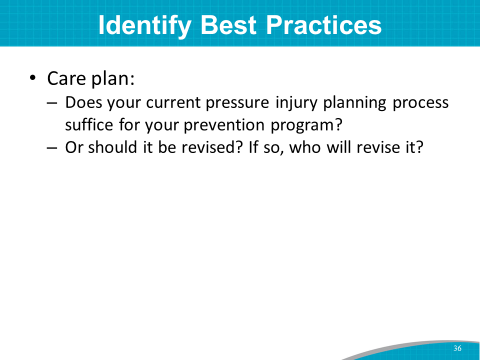 Identify Best Practices
• Care plan:
– Does your current pressure injury planning process
suffice for your prevention program?
– Or should it be revised? If so, who will revise it?
36